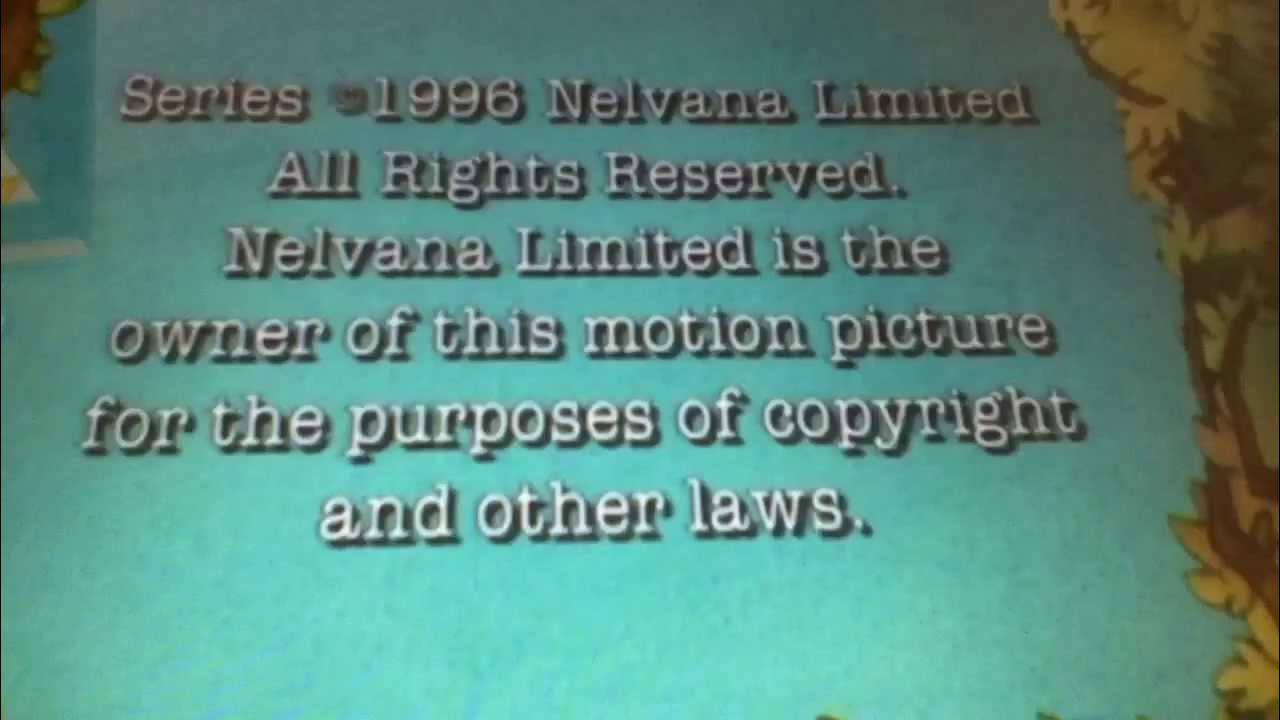 Series ©1996 Nelvana Limited
All Rights Reserved.
Nelvana Limited is the
owner of this motion picture
for the purposes of copyright
and other laws.